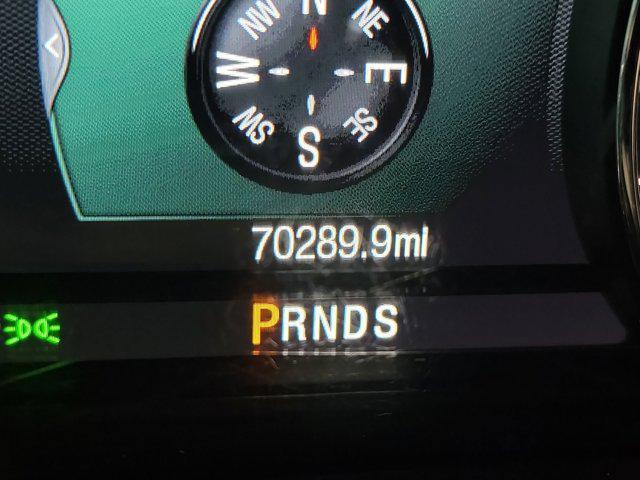 N
NW NE
W E
SW SE
S
70289.9mi
PRNDS